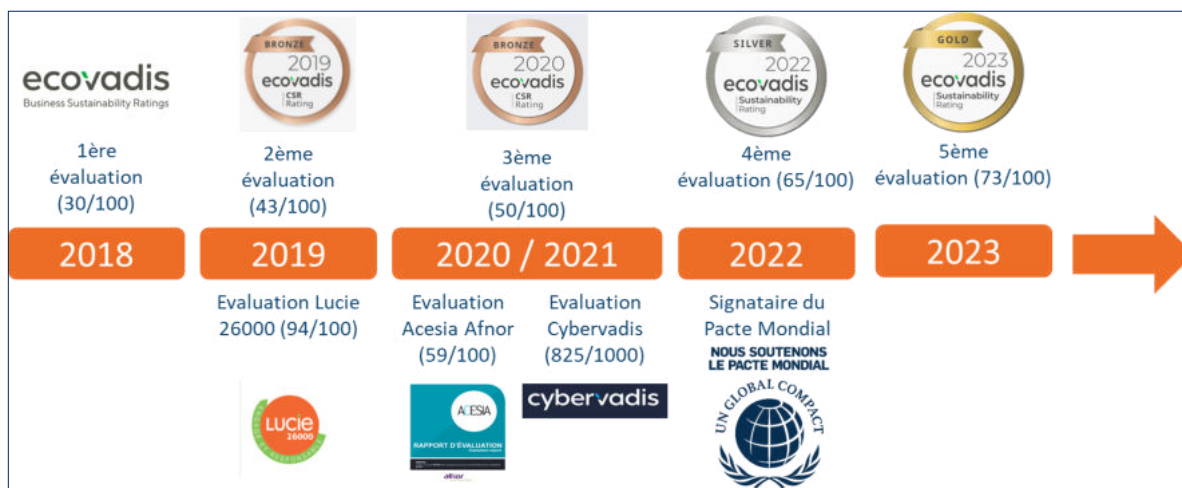 ecovadis
Business Sustainability Ratings
1ère
évaluation
(30/100)
BRONZE
2019
ecovadis
CSR
Rating
2ème
évaluation
(43/100)
BRONZE
2020
ecovadis
CSR
Rating
3ème
évaluation
(50/100)
SILVER
2022
ecovadis
Sustainability
Rating
4ème
évaluation (65/100)
GOLD
2023
ecovadis
Sustainability
Rating
5ème
évaluation (73/100)
2018
2019
2020 / 2021
2022
2023
Evaluation Lucie
26000 (94/100)
LUCIE
26000
Evaluation
Acesia Afnor
(59/100)
ACESIA
RAPPORT D'ÉVALUATION
afnor
Evaluation
Cybervadis
(825/1000)
cybervadis
Signataire du
Pacte Mondial
NOUS SOUTENONS
LE PACTE MONDIAL
UN GLOBAL COMPACT